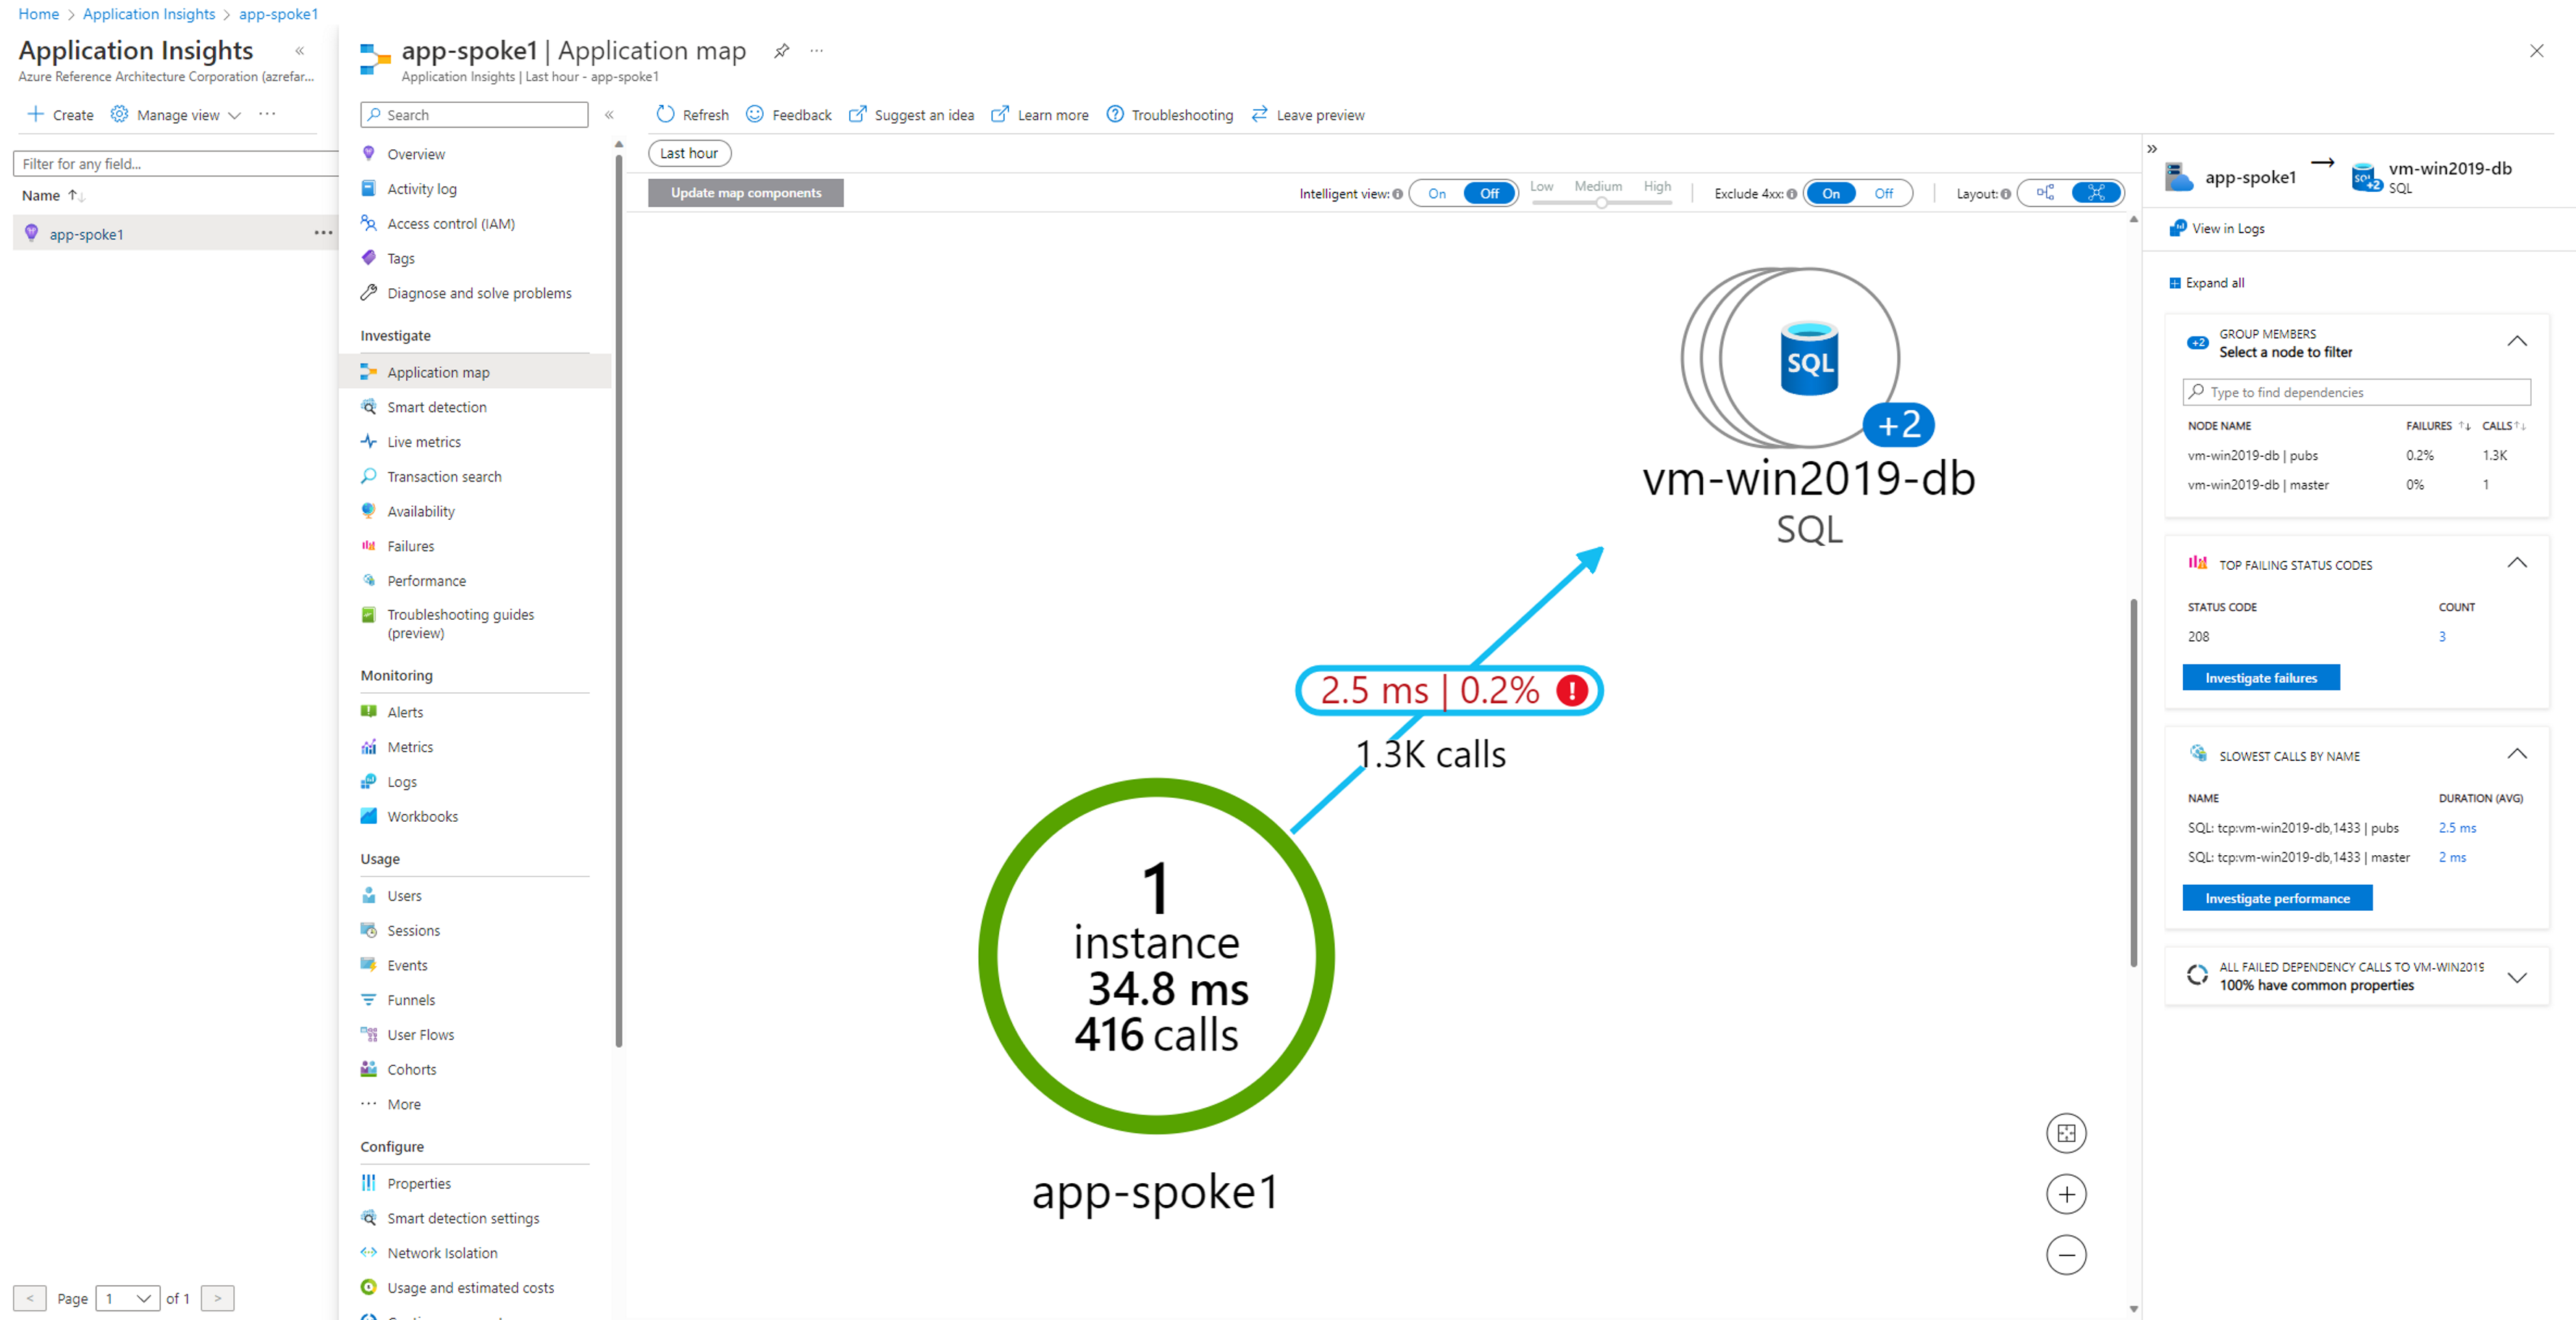 Home > Application Insights > app-spoke1
Application Insights «
Azure Reference Architecture Corporation (azrefar...
+ Create Manage view ···
Filter for any field...
Name ↑↓
app-spoke1 ···
< Page 1 of 1 >
app-spoke1 | Application map ···
Application Insights | Last hour - app-spoke1
Search «
Overview
Activity log
Access control (IAM)
Tags
Diagnose and solve problems
Investigate
Application map
Smart detection
Live metrics
Transaction search
Availability
Failures
Performance
Troubleshooting guides
(preview)
Monitoring
Alerts
Metrics
Logs
Workbooks
Usage
Users
Sessions
Events
Funnels
User Flows
Cohorts
··· More
Configure
Properties
Smart detection settings
Network Isolation
Usage and estimated costs
Refresh Feedback Suggest an idea Learn more Troubleshooting Leave preview
Last hour
Update map components Intelligent view: On Off Low Medium High Exclude 4xx: On Off Layout:
SQL
+2
vm-win2019-db
SQL
2.5 ms | 0.2% !
1.3K calls
1
instance
34.8 ms
416 calls
app-spoke1
» app-spoke1 → SQL +2 vm-win2019-db
SQL
View in Logs
Expand all
+2 GROUP MEMBERS
Select a node to filter
Type to find dependencies
NODE NAME FAILURES ↑↓ CALLS ↑↓
vm-win2019-db | pubs 0.2% 1.3K
vm-win2019-db | master 0% 1
TOP FAILING STATUS CODES
STATUS CODE COUNT
208 3
Investigate failures
SLOWEST CALLS BY NAME
NAME DURATION (AVG)
SQL: tcp:vm-win2019-db,1433 | pubs 2.5 ms
SQL: tcp:vm-win2019-db,1433 | master 2 ms
Investigate performance
ALL FAILED DEPENDENCY CALLS TO VM-WIN2019
100% have common properties